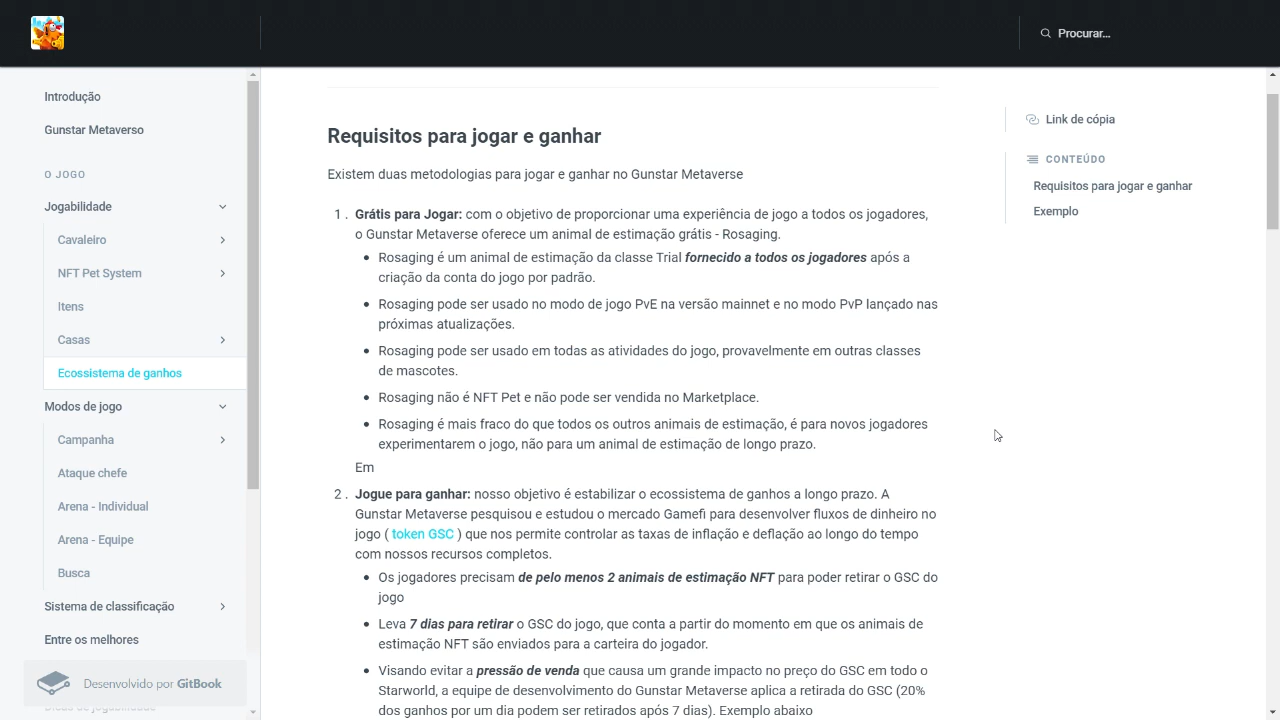 Procurar...
Introdução
Gunstar Metaverso
O JOGO
Jogabilidade
Cavaleiro
NFT Pet System
Itens
Casas
Ecossistema de ganhos
Modos de jogo
Campanha
Ataque chefe
Arena - Individual
Arena - Equipe
Busca
Sistema de classificação
Entre os melhores
Desenvolvido por GitBook
Dicas de jogabilidade
Requisitos para jogar e ganhar
Existem duas metodologias para jogar e ganhar no Gunstar Metaverse
1 . Grátis para Jogar: com o objetivo de proporcionar uma experiência de jogo a todos os jogadores,
o Gunstar Metaverse oferece um animal de estimação grátis - Rosaging.
• Rosaging é um animal de estimação da classe Trial fornecido a todos os jogadores após a
criação da conta do jogo por padrão.
• Rosaging pode ser usado no modo de jogo PvE na versão mainnet e no modo PvP lançado nas
próximas atualizações.
• Rosaging pode ser usado em todas as atividades do jogo, provavelmente em outras classes
de mascotes.
• Rosaging não é NFT Pet e não pode ser vendida no Marketplace.
• Rosaging é mais fraco do que todos os outros animais de estimação, é para novos jogadores
experimentarem o jogo, não para um animal de estimação de longo prazo.
Em
2 . Jogue para ganhar: nosso objetivo é estabilizar o ecossistema de ganhos a longo prazo. A
Gunstar Metaverse pesquisou e estudou o mercado Gamefi para desenvolver fluxos de dinheiro no
jogo ( token GSC ) que nos permite controlar as taxas de inflação e deflação ao longo do tempo
com nossos recursos completos.
• Os jogadores precisam de pelo menos 2 animais de estimação NFT para poder retirar o GSC do
jogo
• Leva 7 dias para retirar o GSC do jogo, que conta a partir do momento em que os animais de
estimação NFT são enviados para a carteira do jogador.
• Visando evitar a pressão de venda que causa um grande impacto no preço do GSC em todo o
Starworld, a equipe de desenvolvimento do Gunstar Metaverse aplica a retirada do GSC (20%
dos ganhos por um dia podem ser retirados após 7 dias). Exemplo abaixo
Link de cópia
CONTEÚDO
Requisitos para jogar e ganhar
Exemplo